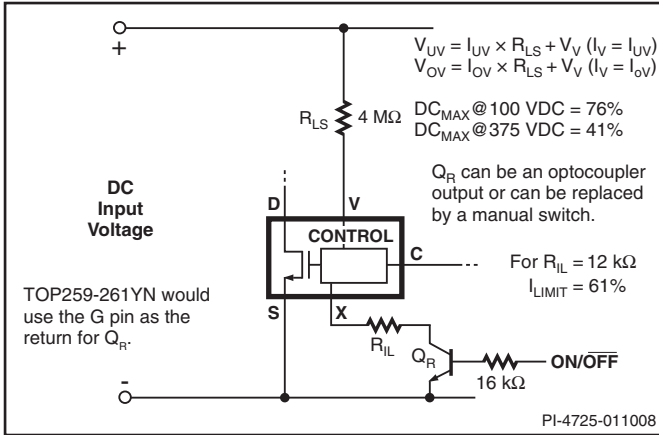 +
V_UV = I_UV × R_LS + V_V (I_V = I_UV)
V_OV = I_OV × R_LS + V_V (I_V = I_oV)
R_LS
4 MΩ
DC_MAX@100 VDC = 76%
DC_MAX@375 VDC = 41%
Q_R can be an optocoupler
output or can be replaced
by a manual switch.
DC
Input
Voltage
D
V
CONTROL
C
For R_IL = 12 kΩ
I_LIMIT = 61%
TOP259-261YN would
use the G pin as the
return for Q_R.
S
X
R_IL
Q_R
ON/O̅F̅F̅
16 kΩ
-
PI-4725-011008